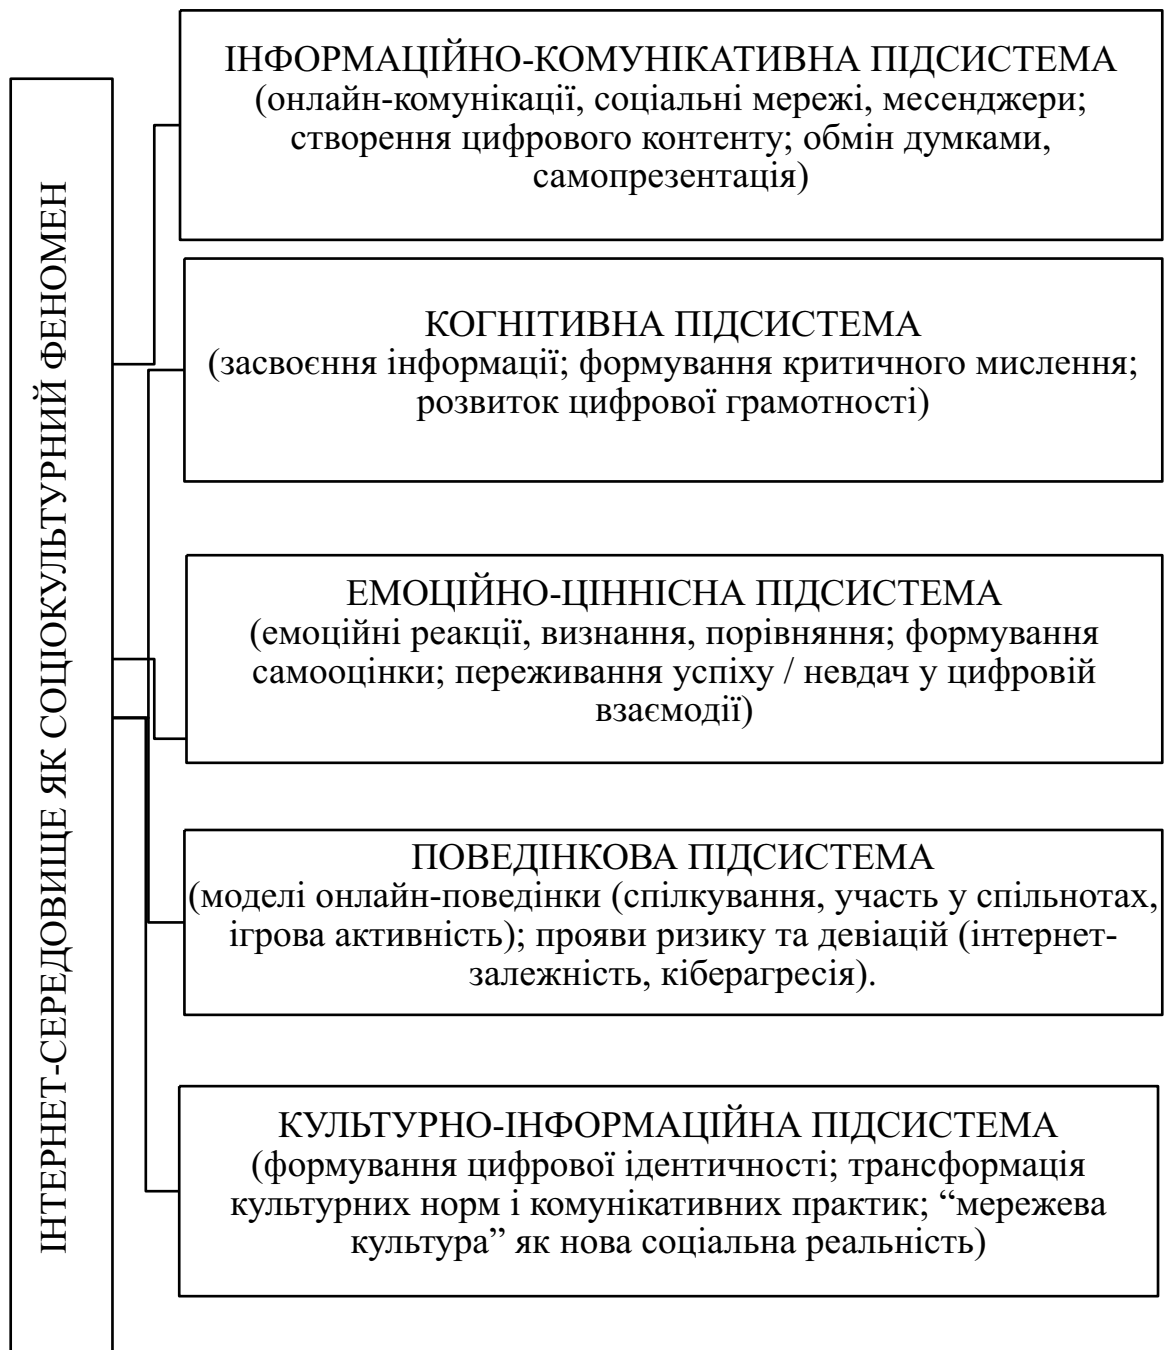 ІНТЕРНЕТ-СЕРЕДОВИЩЕ ЯК СОЦІОКУЛЬТУРНИЙ ФЕНОМЕН
ІНФОРМАЦІЙНО-КОМУНІКАТИВНА ПІДСИСТЕМА
(онлайн-комунікації, соціальні мережі, месенджери;
створення цифрового контенту; обмін думками,
самопрезентація)
КОГНІТИВНА ПІДСИСТЕМА
(засвоєння інформації; формування критичного мислення;
розвиток цифрової грамотності)
ЕМОЦІЙНО-ЦІННІСНА ПІДСИСТЕМА
(емоційні реакції, визнання, порівняння; формування
самооцінки; переживання успіху / невдач у цифровій
взаємодії)
ПОВЕДІНКОВА ПІДСИСТЕМА
(моделі онлайн-поведінки (спілкування, участь у спільнотах,
ігрова активність); прояви ризику та девіацій (інтернет-
залежність, кіберагресія).
КУЛЬТУРНО-ІНФОРМАЦІЙНА ПІДСИСТЕМА
(формування цифрової ідентичності; трансформація
культурних норм і комунікативних практик; “мережева
культура” як нова соціальна реальність)